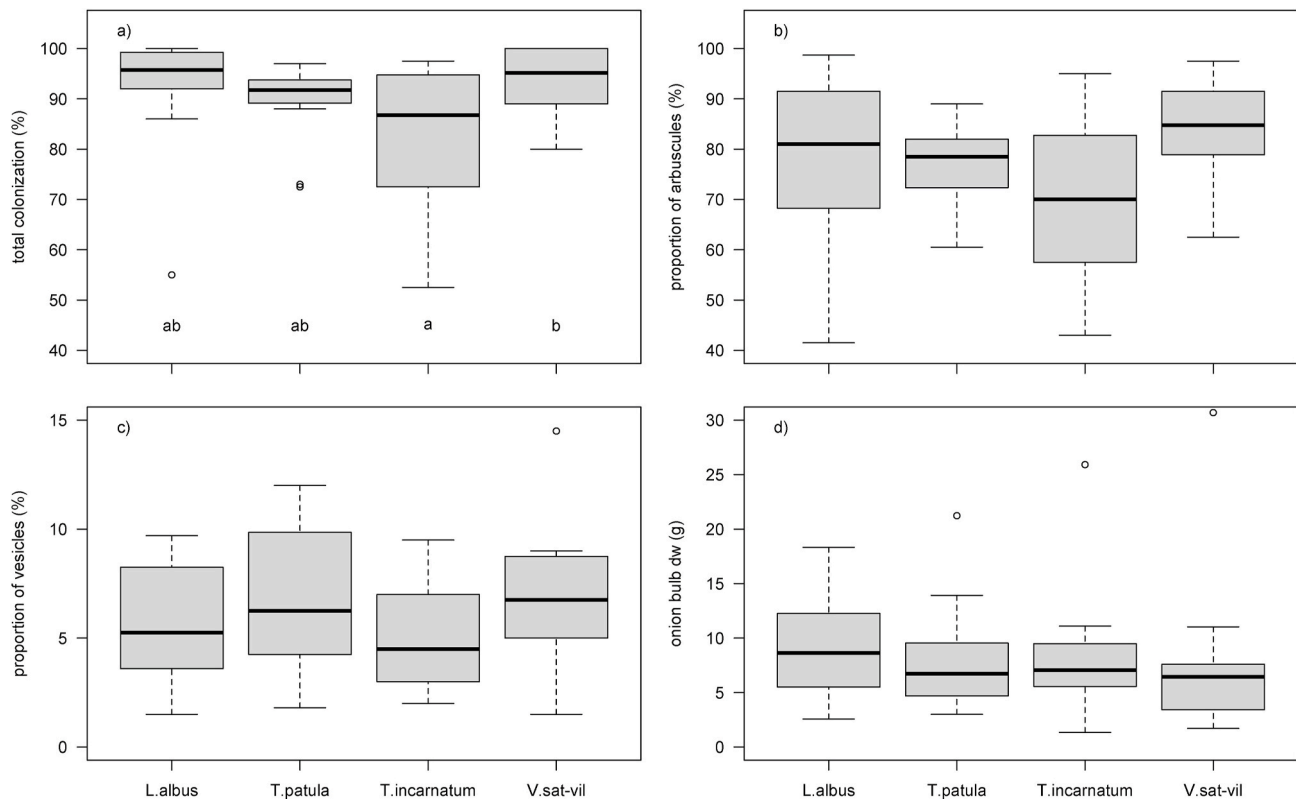 a)
total colonization (%)
100
90
80
70
60
50
40
ab ab a b
b)
proportion of arbuscules (%)
100
90
80
70
60
50
40
c)
proportion of vesicles (%)
15
10
5
0
L.albus T.patula T.incarnatum V.sat-vil
d)
onion bulb dw (g)
30
25
20
15
10
5
0
L.albus T.patula T.incarnatum V.sat-vil